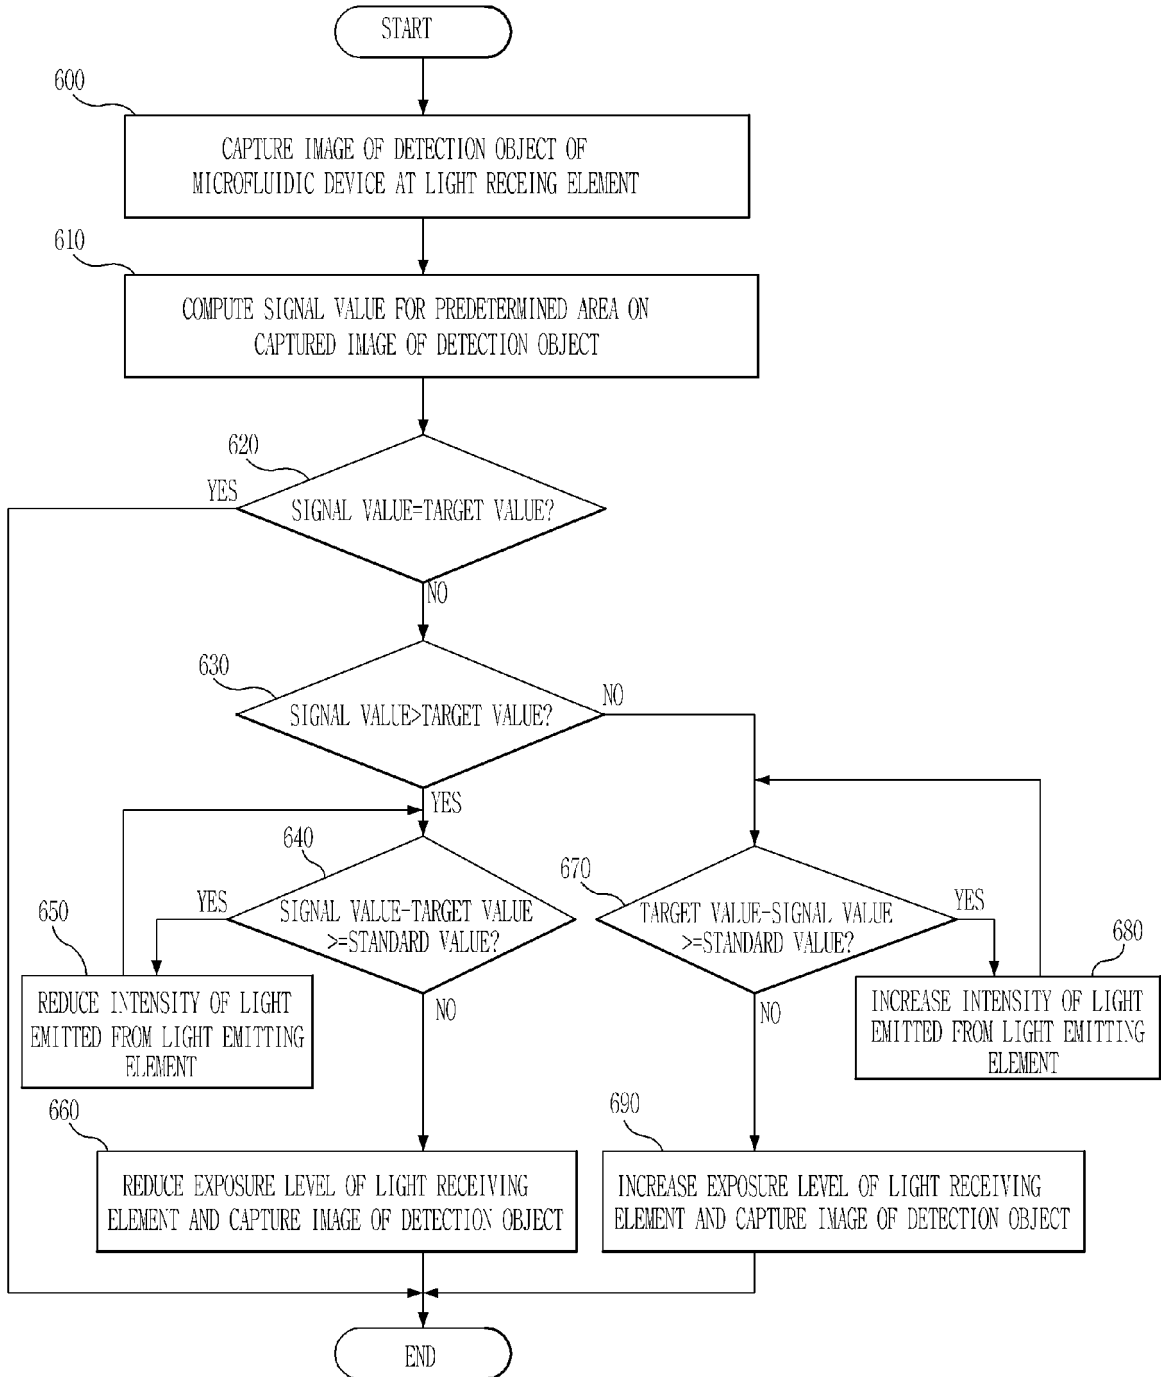 START
600
CAPTURE IMAGE OF DETECTION OBJECT OF
MICROFLUIDIC DEVICE AT LIGHT RECEING ELEMENT
610
COMPUTE SIGNAL VALUE FOR PREDETERMINED AREA ON
CAPTURED IMAGE OF DETECTION OBJECT
620
YES
SIGNAL VALUE=TARGET VALUE?
NO
630
NO
SIGNAL VALUE>TARGET VALUE?
YES
640
YES
SIGNAL VALUE-TARGET VALUE
>=STANDARD VALUE?
NO
650
REDUCE INTENSITY OF LIGHT
EMITTED FROM LIGHT EMITTING
ELEMENT
670
YES
TARGET VALUE-SIGNAL VALUE
>=STANDARD VALUE?
NO
680
INCREASE INTENSITY OF LIGHT
EMITTED FROM LIGHT EMITTING
ELEMENT
660
REDUCE EXPOSURE LEVEL OF LIGHT RECEIVING
ELEMENT AND CAPTURE IMAGE OF DETECTION OBJECT
690
INCREASE EXPOSURE LEVEL OF LIGHT RECEIVING
ELEMENT AND CAPTURE IMAGE OF DETECTION OBJECT
END